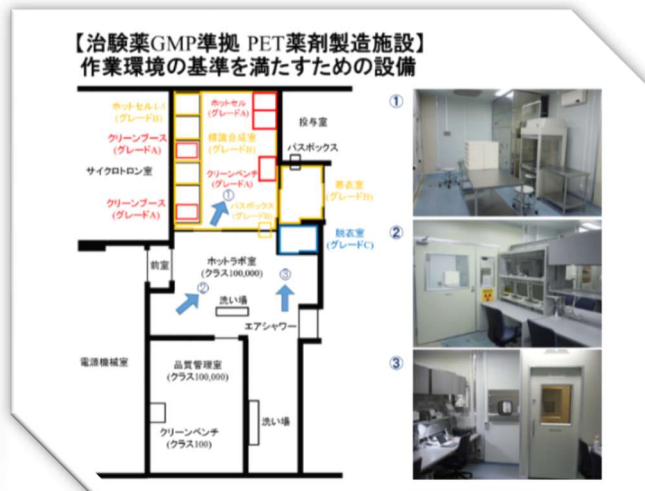 【治験薬GMP準拠 PET薬剤製造施設】
作業環境の基準を満たすための設備
ホットセル1-5
(グレードB)
クリーンブース
(グレードA)
サイクロトロン室
クリーンブース
(グレードA)
ホットセル
(グレードA)
標識合成室
(グレードB)
クリーンベンチ
(グレードA)
①
パスボックス
(グレードB)
投与室
パスボックス
着衣室
(グレードB)
脱衣室
(グレードC)
前室
ホットラボ室
(クラス100,000)
②
③
洗い場
エアシャワー
電源機械室
品質管理室
(クラス100,000)
クリーンベンチ
(クラス100)
洗い場
①
②
③